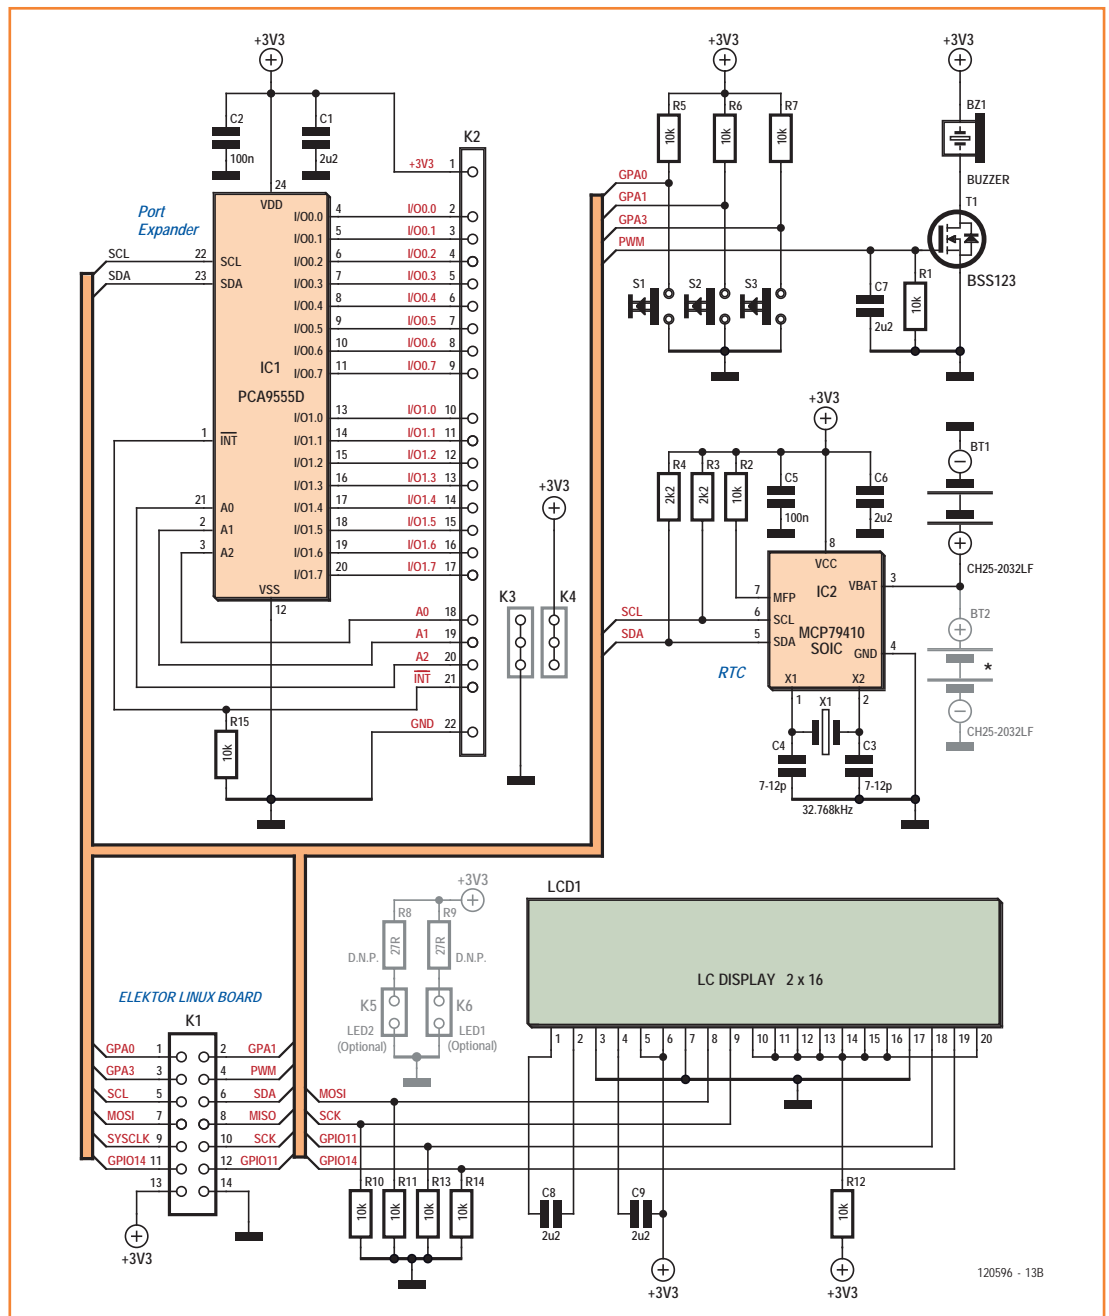 +3V3
+3V3
+3V3
C2
100n
C1
2u2
K2
R5
10k
R6
10k
R7
10k
BZ1
BUZZER
T1
BSS123
Port
Expander
24
VDD
SCL
22
SCL
SDA
23
SDA
IC1
PCA9555D
1
INT
21
A0
2
A1
3
A2
VSS
12
+3V3 1
I/O0.0 4 I/O0.0 2
I/O0.1 5 I/O0.1 3
I/O0.2 6 I/O0.2 4
I/O0.3 7 I/O0.3 5
I/O0.4 8 I/O0.4 6
I/O0.5 9 I/O0.5 7
I/O0.6 10 I/O0.6 8
I/O0.7 11 I/O0.7 9
I/O1.0 13 I/O1.0 10
I/O1.1 14 I/O1.1 11
I/O1.2 15 I/O1.2 12
I/O1.3 16 I/O1.3 13
I/O1.4 17 I/O1.4 14
I/O1.5 18 I/O1.5 15
I/O1.6 19 I/O1.6 16
I/O1.7 20 I/O1.7 17
A0 18
A1 19
A2 20
INT 21
GND 22
R15
10k
GPA0
GPA1
GPA3
PWM
S1
S2
S3
C7
2u2
R1
10k
+3V3
K3
K4
+3V3
R4
2k2
R3
2k2
R2
10k
C5
100n
C6
2u2
BT1
CH25-2032LF
BT2
*
CH25-2032LF
8
VCC
IC2
MCP79410
SOIC
7
MFP
SCL
6
SCL
SDA
5
SDA
VBAT
3
GND
4
X1
X2
1
2
RTC
X1
C4
7-12p
C3
7-12p
32.768kHz
+3V3
R8
27R
D.N.P.
R9
27R
D.N.P.
K5
LED2
(Optional)
K6
LED1
(Optional)
LCD1
LC DISPLAY 2 x 16
1 2 3 4 5 6 7 8 9 10 11 12 13 14 15 16 17 18 19 20
ELEKTOR LINUX BOARD
K1
GPA0 1 2 GPA1
GPA3 3 4 PWM
SCL 5 6 SDA
MOSI 7 8 MISO
SYSCLK 9 10 SCK
GPIO14 11 12 GPIO11
13 14
+3V3
MOSI
SCK
GPIO11
GPIO14
R10
10k
R11
10k
R13
10k
R14
10k
C8
2u2
C9
2u2
R12
10k
+3V3
+3V3
120596 - 13B